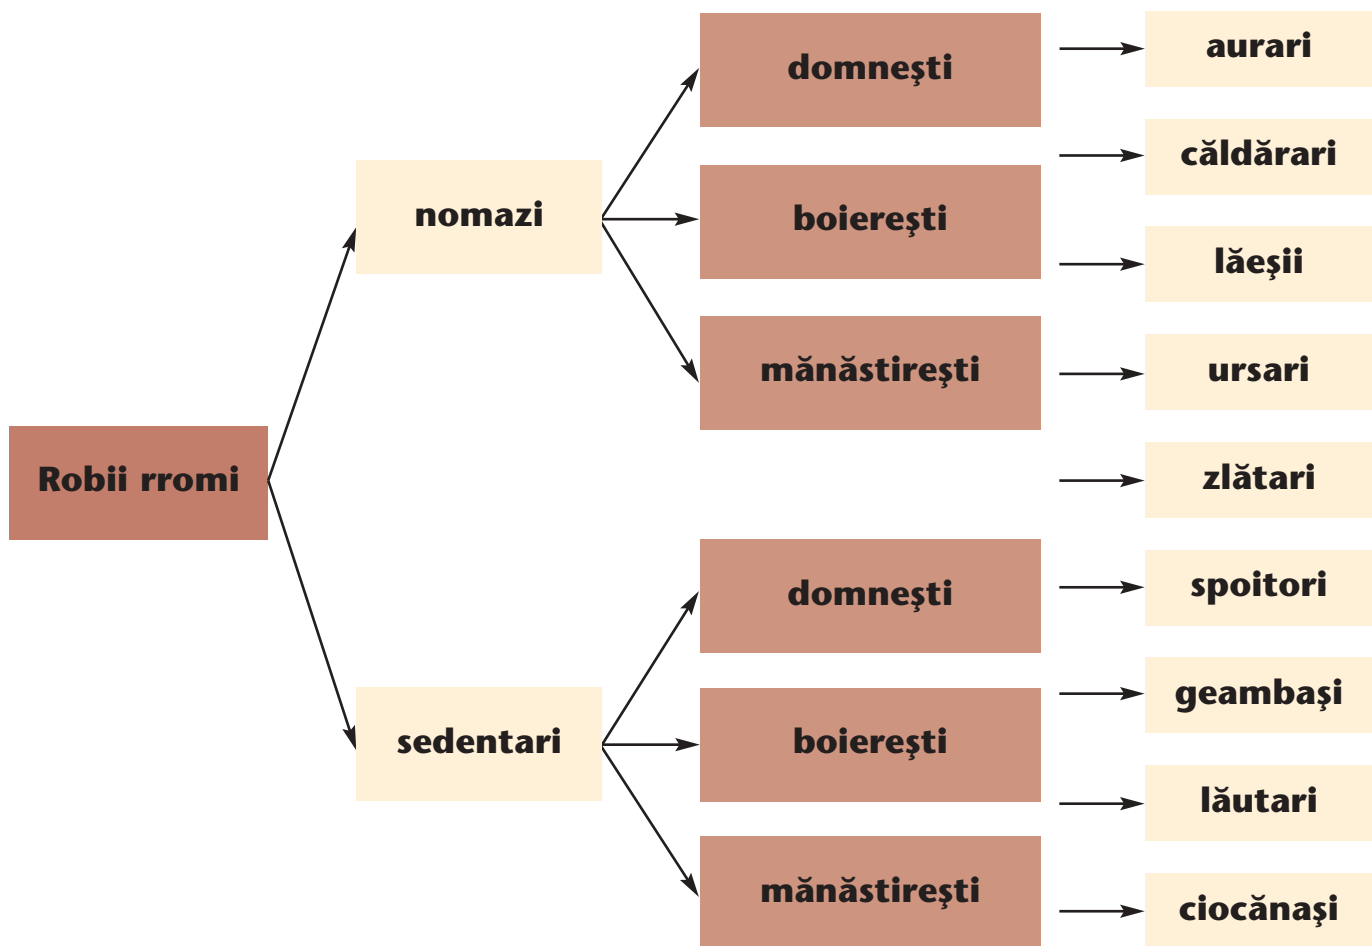 Robii rromi
nomazi
sedentari
domneşti
boiereşti
mănăstireşti
domneşti
boiereşti
mănăstireşti
aurari
căldărari
lăeşii
ursari
zlătari
spoitori
geambaşi
lăutari
ciocănaşi